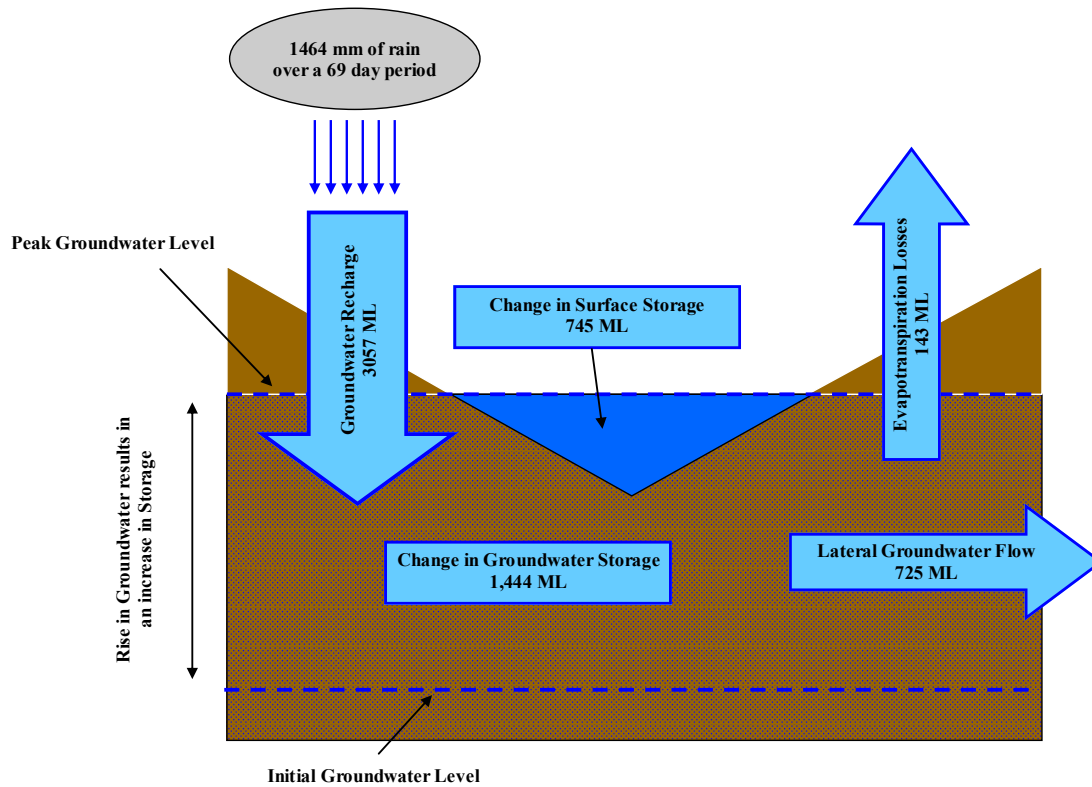 1464 mm of rain
over a 69 day period
Peak Groundwater Level
Groundwater Recharge
3057 ML
Change in Surface Storage
745 ML
Evapotranspiration Losses
143 ML
Rise in Groundwater results in
an increase in Storage
Change in Groundwater Storage
1,444 ML
Lateral Groundwater Flow
725 ML
Initial Groundwater Level